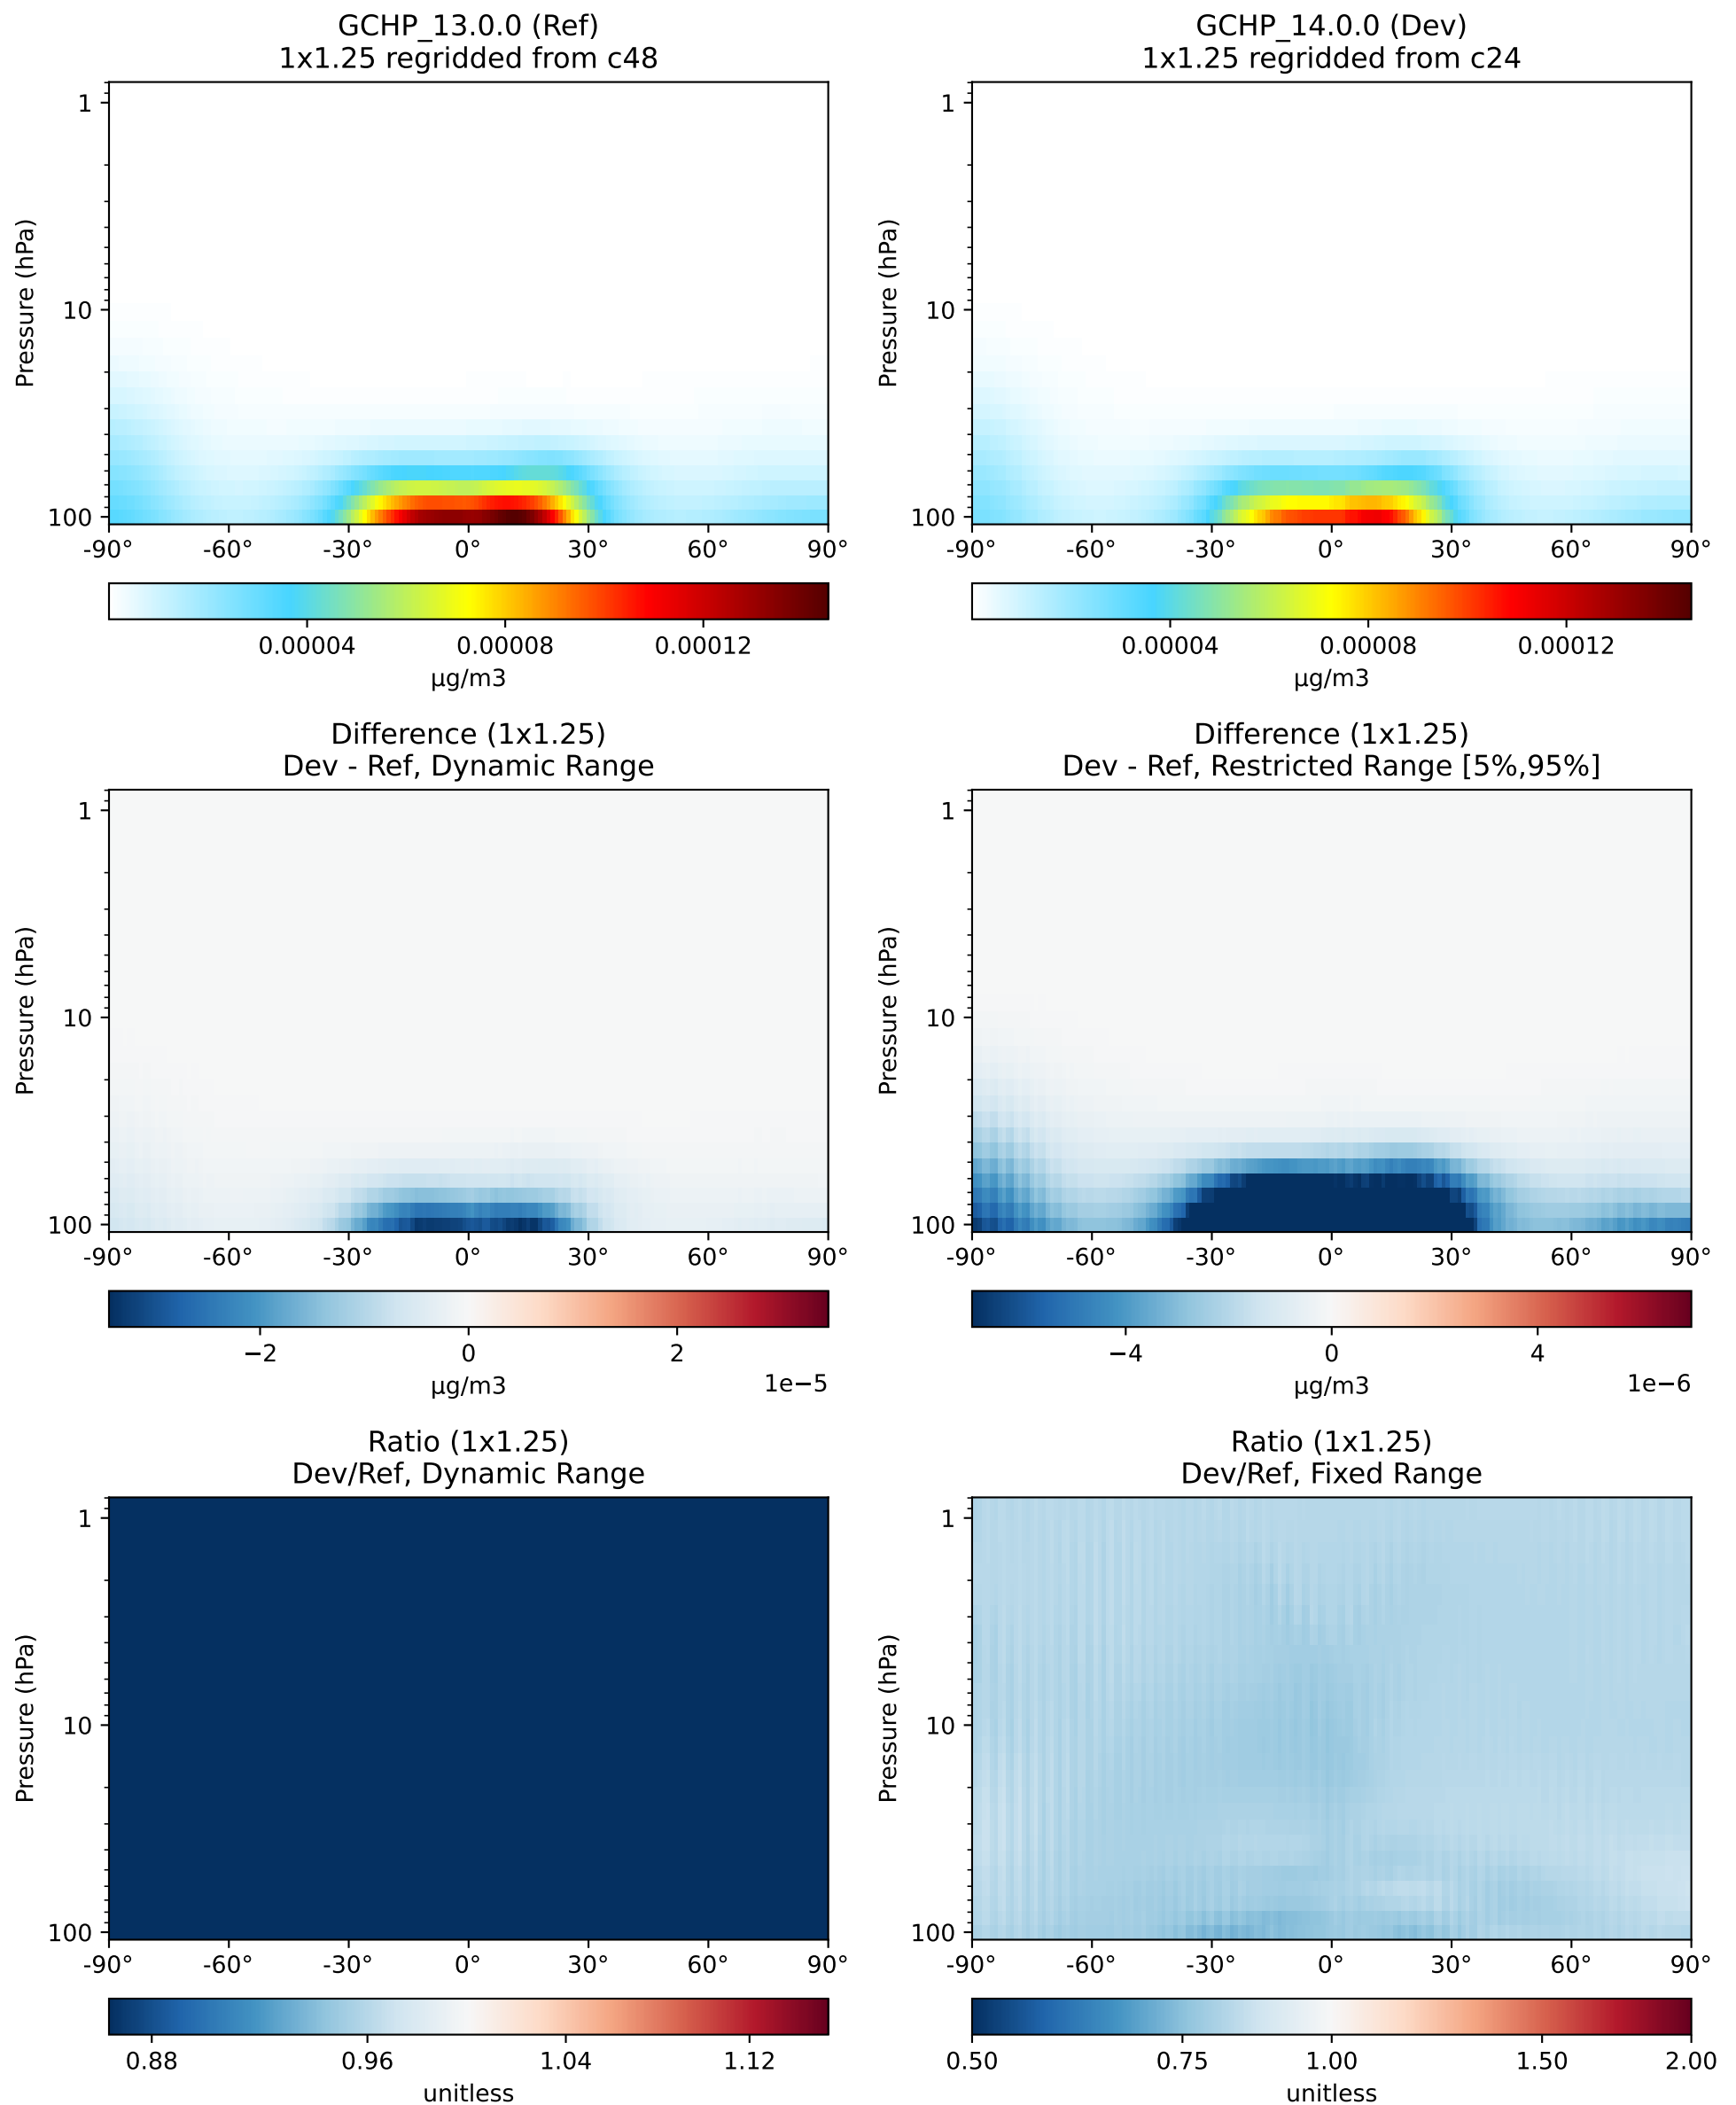 GCHP_13.0.0 (Ref)
1x1.25 regridded from c48
Pressure (hPa)
1
10
100
-90° -60° -30° 0° 30° 60° 90°
0.00004 0.00008 0.00012
µg/m3
GCHP_14.0.0 (Dev)
1x1.25 regridded from c24
Pressure (hPa)
1
10
100
-90° -60° -30° 0° 30° 60° 90°
0.00004 0.00008 0.00012
µg/m3
Difference (1x1.25)
Dev - Ref, Dynamic Range
Pressure (hPa)
1
10
100
-90° -60° -30° 0° 30° 60° 90°
−2 0 2
µg/m3 1e−5
Difference (1x1.25)
Dev - Ref, Restricted Range [5%,95%]
Pressure (hPa)
1
10
100
-90° -60° -30° 0° 30° 60° 90°
−4 0 4
µg/m3 1e−6
Ratio (1x1.25)
Dev/Ref, Dynamic Range
Pressure (hPa)
1
10
100
-90° -60° -30° 0° 30° 60° 90°
0.88 0.96 1.04 1.12
unitless
Ratio (1x1.25)
Dev/Ref, Fixed Range
Pressure (hPa)
1
10
100
-90° -60° -30° 0° 30° 60° 90°
0.50 0.75 1.00 1.50 2.00
unitless